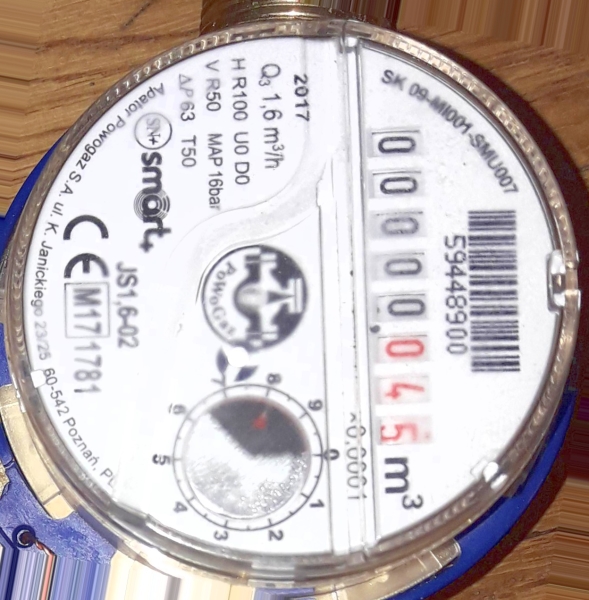 SK 09-MI001-SMU007
59448900
00000045 m³
x0,0001
2017
Q3 1,6 m³/h
H R100 U0 D0
V R50 MAP 16bar
ΔP 63 T50
SN+
smart+
Apator Powogaz S.A. ul. K. Janickiego 23/25 60-542 Poznań, PL
JS1,6-02
CE M17 1781
PoWoGaz
0 1 2 3 4 5 6 7 8 9